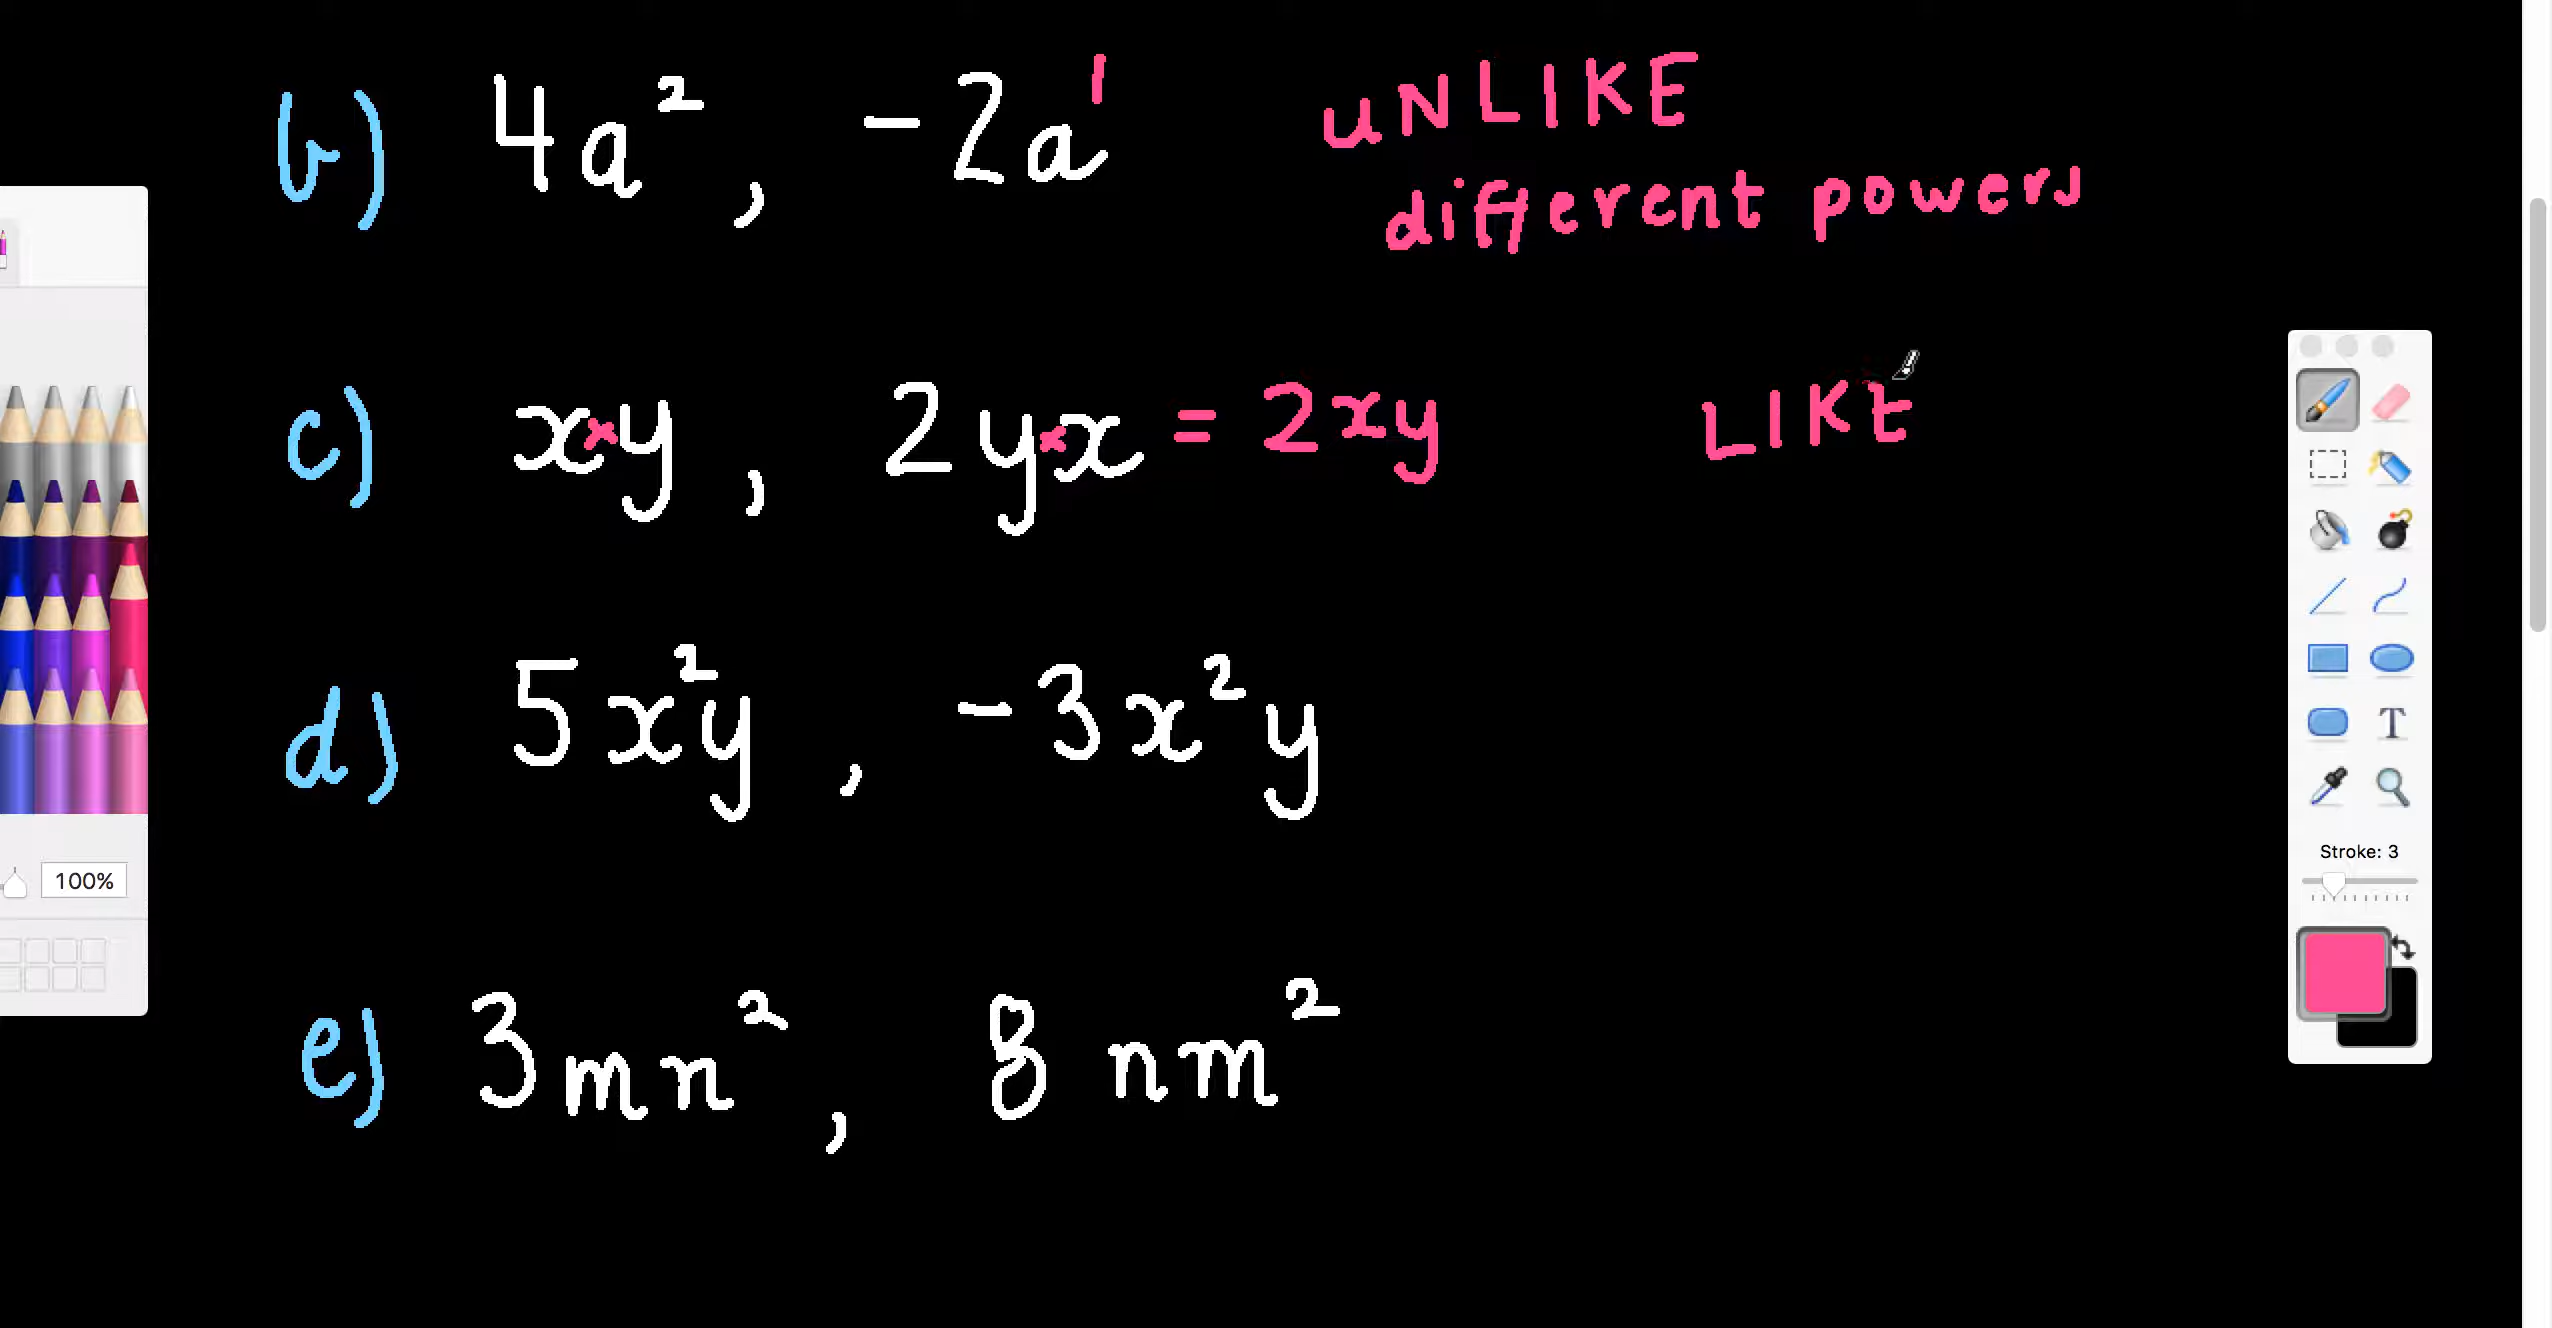 b) 4a², -2a¹ UNLIKE
different powers
c) x×y, 2y×x = 2xy LIKE
d) 5x²y, -3x²y
e) 3mn², 8nm²
100%
T
Stroke: 3